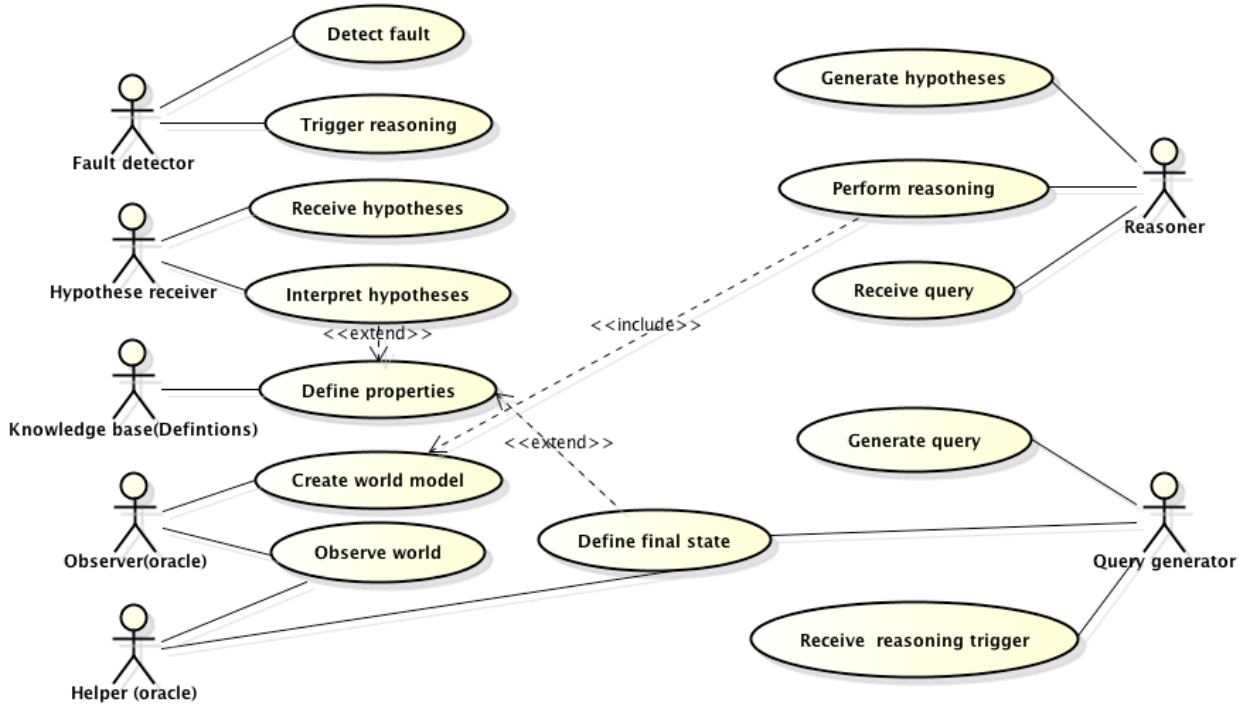 Detect fault
Generate hypotheses
Trigger reasoning
Fault detector
Perform reasoning
Receive hypotheses
Reasoner
Hypothese receiver
Interpret hypotheses
Receive query
<<include>>
<<extend>>
Define properties
Knowledge base(Defintions)
<<extend>>
Generate query
Create world model
Observer(oracle)
Observe world
Define final state
Query generator
Receive reasoning trigger
Helper (oracle)